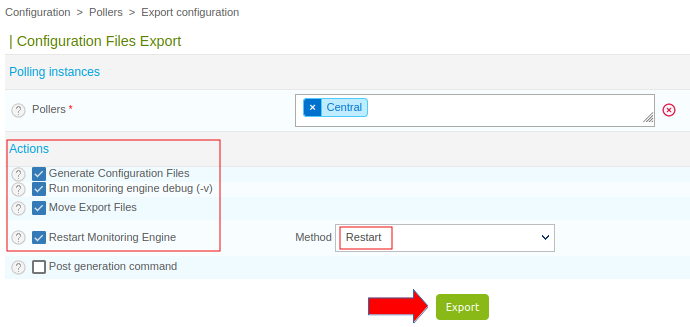 Configuration > Pollers > Export configuration
| Configuration Files Export
Polling instances
? Pollers * × Central
Actions
? Generate Configuration Files
? Run monitoring engine debug (-v)
? Move Export Files
? Restart Monitoring Engine Method Restart
? Post generation command
Export